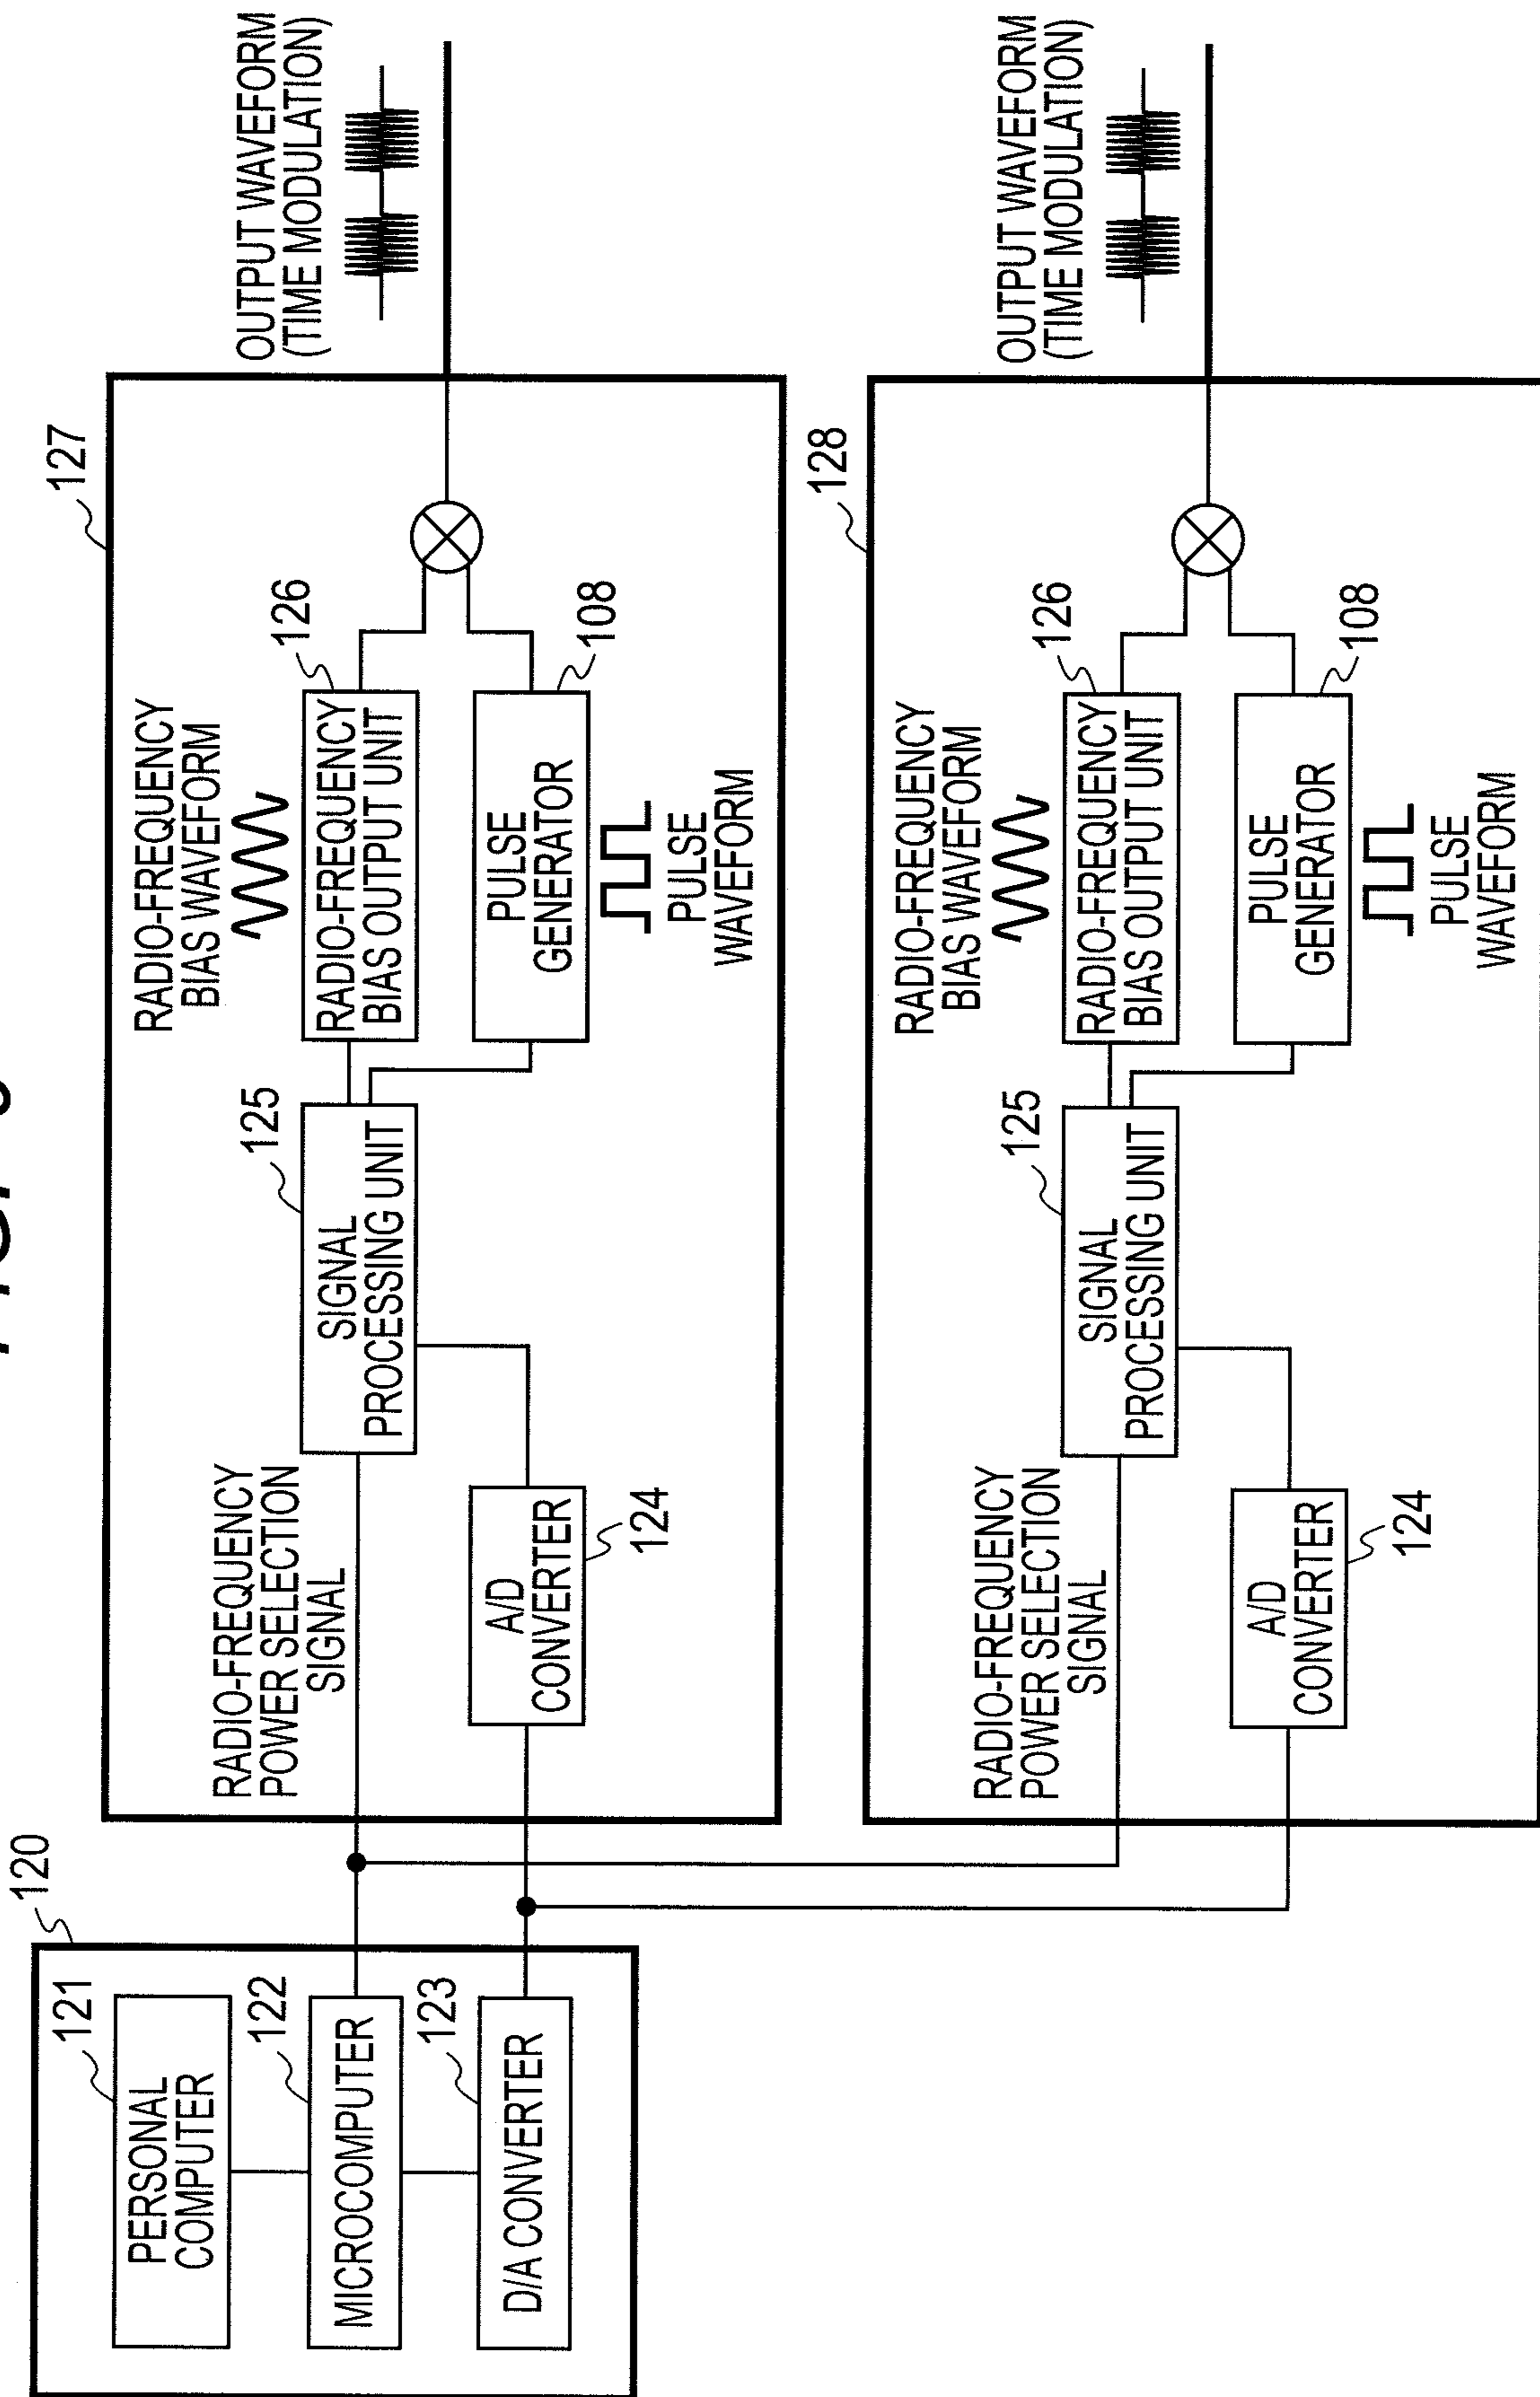 120
121
PERSONAL
COMPUTER
122
MICROCOMPUTER
123
D/A CONVERTER
127
RADIO-FREQUENCY
POWER SELECTION
SIGNAL
A/D
CONVERTER
124
125
SIGNAL
PROCESSING UNIT
RADIO-FREQUENCY
BIAS WAVEFORM
126
RADIO-FREQUENCY
BIAS OUTPUT UNIT
PULSE
GENERATOR
108
PULSE
WAVEFORM
OUTPUT WAVEFORM
(TIME MODULATION)
128
RADIO-FREQUENCY
POWER SELECTION
SIGNAL
A/D
CONVERTER
124
125
SIGNAL
PROCESSING UNIT
RADIO-FREQUENCY
BIAS WAVEFORM
126
RADIO-FREQUENCY
BIAS OUTPUT UNIT
PULSE
GENERATOR
108
PULSE
WAVEFORM
OUTPUT WAVEFORM
(TIME MODULATION)